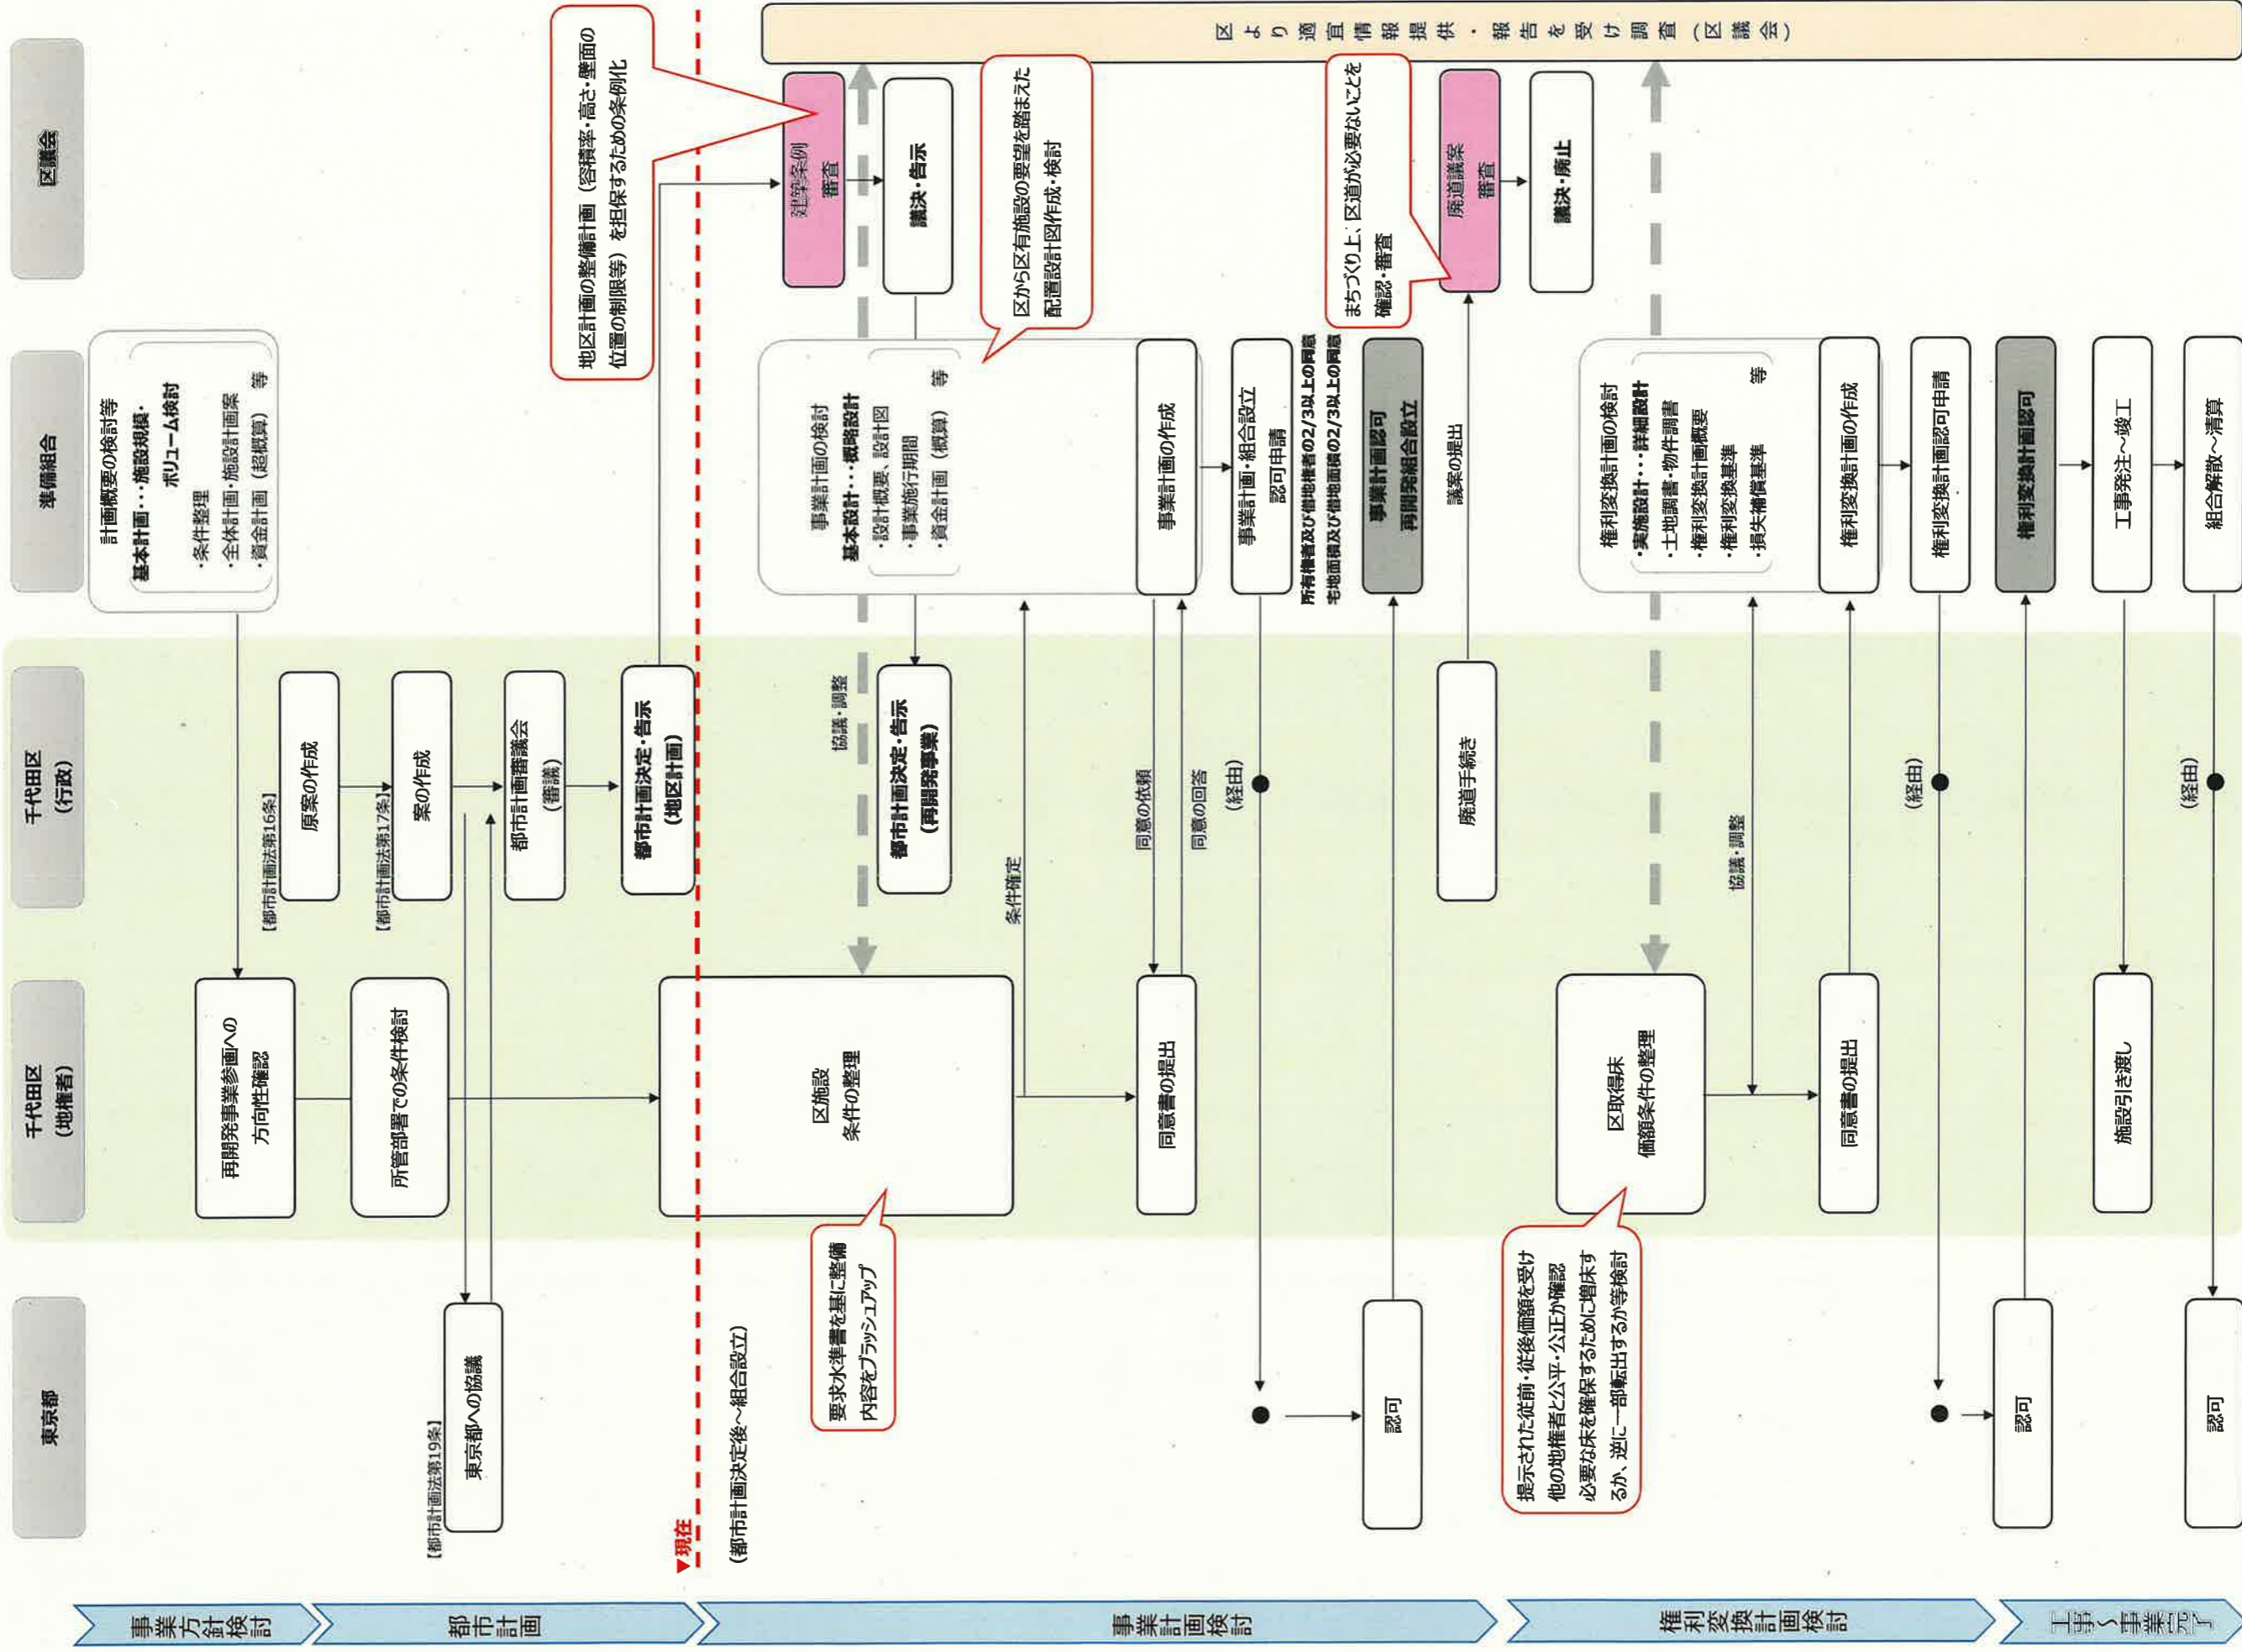 東京都
千代田区
(地権者)
千代田区
(行政)
準備組合
区議会
事業方針検討
都市計画
事業計画検討
権利変換計画検討
工事～事業完了
計画概要の検討等
基本計画・・・施設規模・
ボリューム検討
・条件整理
・全体計画・施設計画案
・資金計画（超概算）　等
再開発事業参画への
方向性確認
【都市計画法第16条】
原案の作成
所管部署での条件検討
【都市計画法第17条】
案の作成
【都市計画法第19条】
東京都への協議
都市計画審議会
(審議)
都市計画決定・告示
(地区計画)
地区計画の整備計画（容積率・高さ・壁面の
位置の制限等）を担保するための条例化
▼現在
(都市計画決定後～組合設立)
建築条例
審査
議決・告示
区より適宜情報提供・報告を受け調査（区議会）
事業計画の検討
基本設計・・・概略設計
・設計概要、設計図
・事業施行期間
・資金計画（概算）　等
区から区有施設の要望を踏まえた
配置設計図作成・検討
協議・調整
都市計画決定・告示
(再開発事業)
区施設
条件の整理
要求水準書を基に整備
内容をブラッシュアップ
条件確定
事業計画の作成
同意の依頼
同意の回答
同意書の提出
事業計画・組合設立
認可申請
(経由)
所有権者及び借地権者の2/3以上の同意
宅地面積及び借地面積の2/3以上の同意
認可
事業計画認可
再開発組合設立
まちづくり上、区道が必要ないことを
確認・審査
廃道手続き
議案の提出
廃道議案
審査
議決・廃止
提示された従前・従後価額を受け
他の地権者と公平・公正か確認
必要な床を確保するために増床す
るか、逆に一部転出するか等検討
区取得床
価額条件の整理
権利変換計画の検討
・実施設計・・・詳細設計
・土地調書・物件調書
・権利変換計画概要
・権利変換基準
・損失補償基準　等
協議・調整
同意書の提出
権利変換計画の作成
権利変換計画認可申請
(経由)
認可
権利変換計画認可
工事発注～竣工
施設引き渡し
組合解散～清算
(経由)
認可